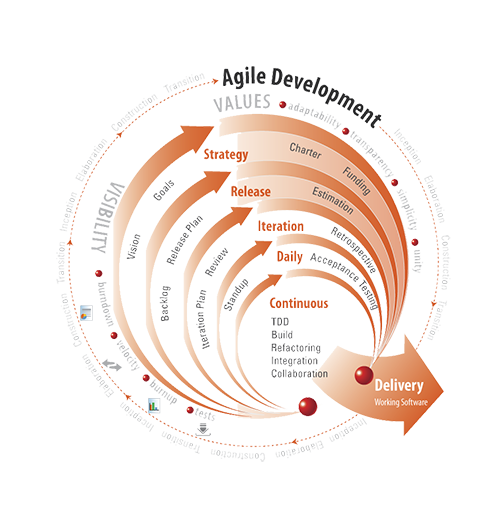 Agile Development
VALUES
adaptability
transparency
simplicity
unity
Inception Elaboration Construction Transition
Inception Elaboration Construction Transition
Inception Elaboration Construction Transition
Inception Elaboration Construction Transition
VISIBILITY
burndown
velocity
burnup
tests
Strategy
Charter
Funding
Vision
Goals
Release
Estimation
Backlog
Release Plan
Iteration
Retrospective
Iteration Plan
Review
Daily
Acceptance Testing
Standup
Continuous
TDD
Build
Refactoring
Integration
Collaboration
Delivery
Working Software